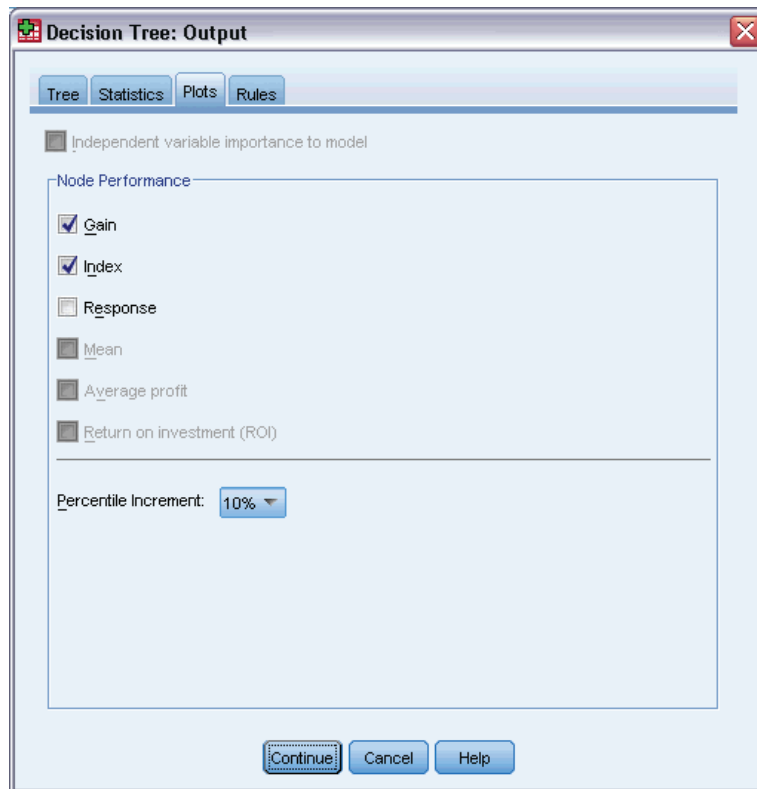 Decision Tree: Output
Tree Statistics Plots Rules
Independent variable importance to model
Node Performance
Gain
Index
Response
Mean
Average profit
Return on investment (ROI)
Percentile Increment: 10%
Continue Cancel Help